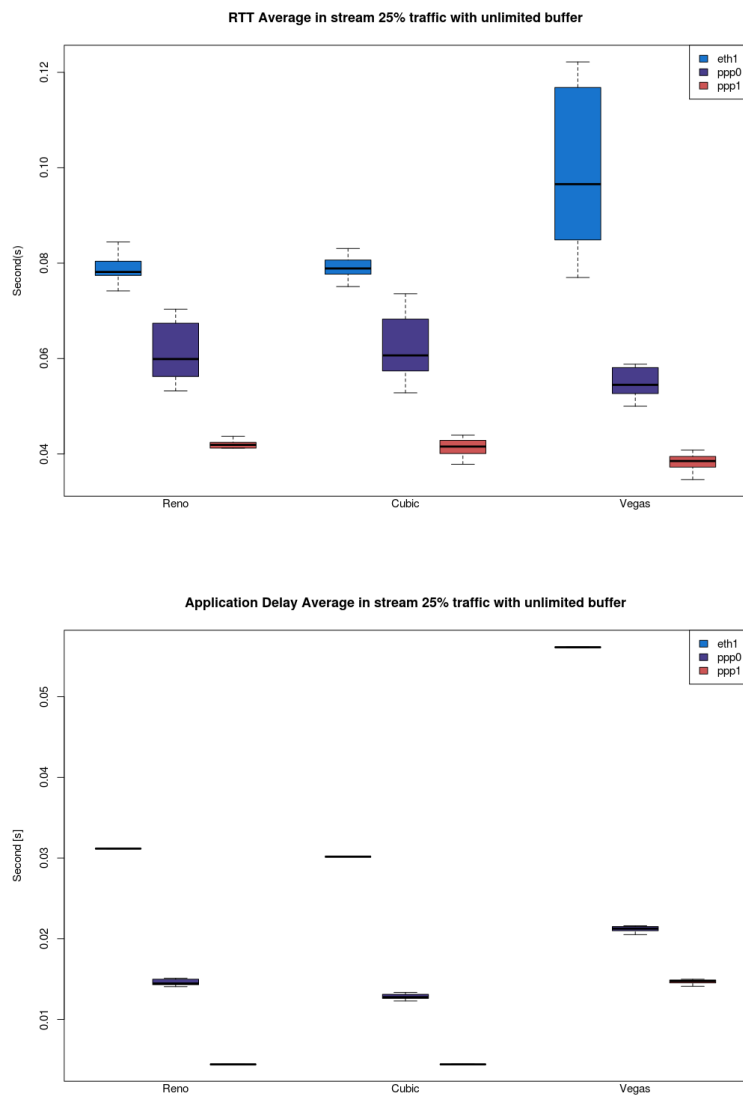 RTT Average in stream 25% traffic with unlimited buffer
eth1
ppp0
ppp1
Second(s)
0.12
0.10
0.08
0.06
0.04
Reno
Cubic
Vegas
Application Delay Average in stream 25% traffic with unlimited buffer
eth1
ppp0
ppp1
Second [s]
0.05
0.04
0.03
0.02
0.01
Reno
Cubic
Vegas